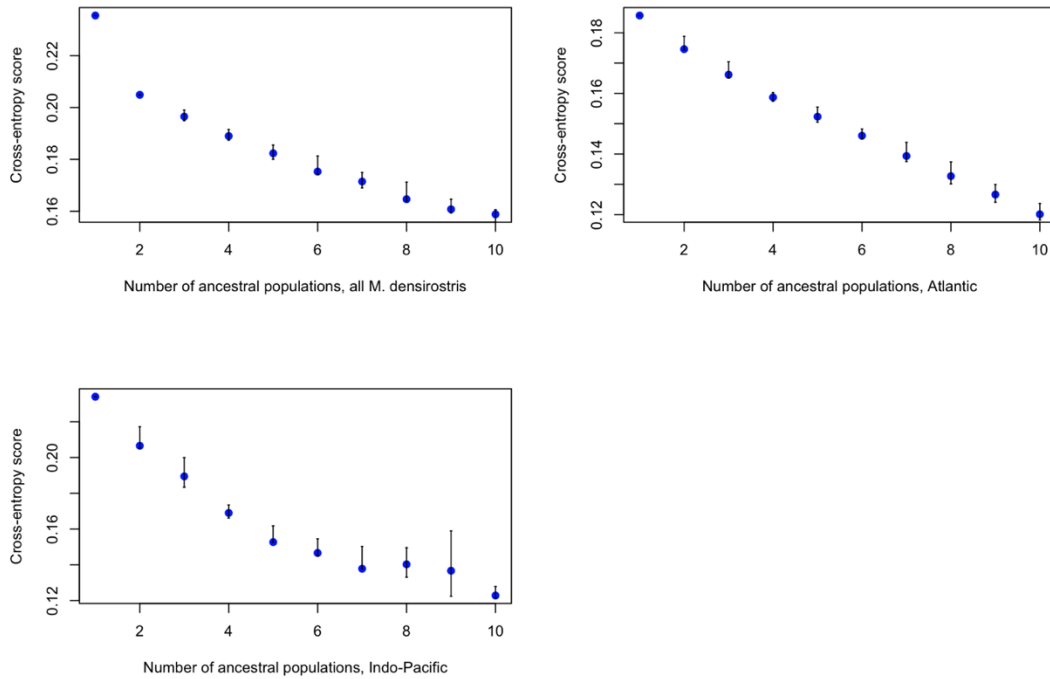 Cross-entropy score
0.22
0.20
0.18
0.16
2 4 6 8 10
Number of ancestral populations, all M. densirostris
Cross-entropy score
0.18
0.16
0.14
0.12
2 4 6 8 10
Number of ancestral populations, Atlantic
Cross-entropy score
0.20
0.16
0.12
2 4 6 8 10
Number of ancestral populations, Indo-Pacific